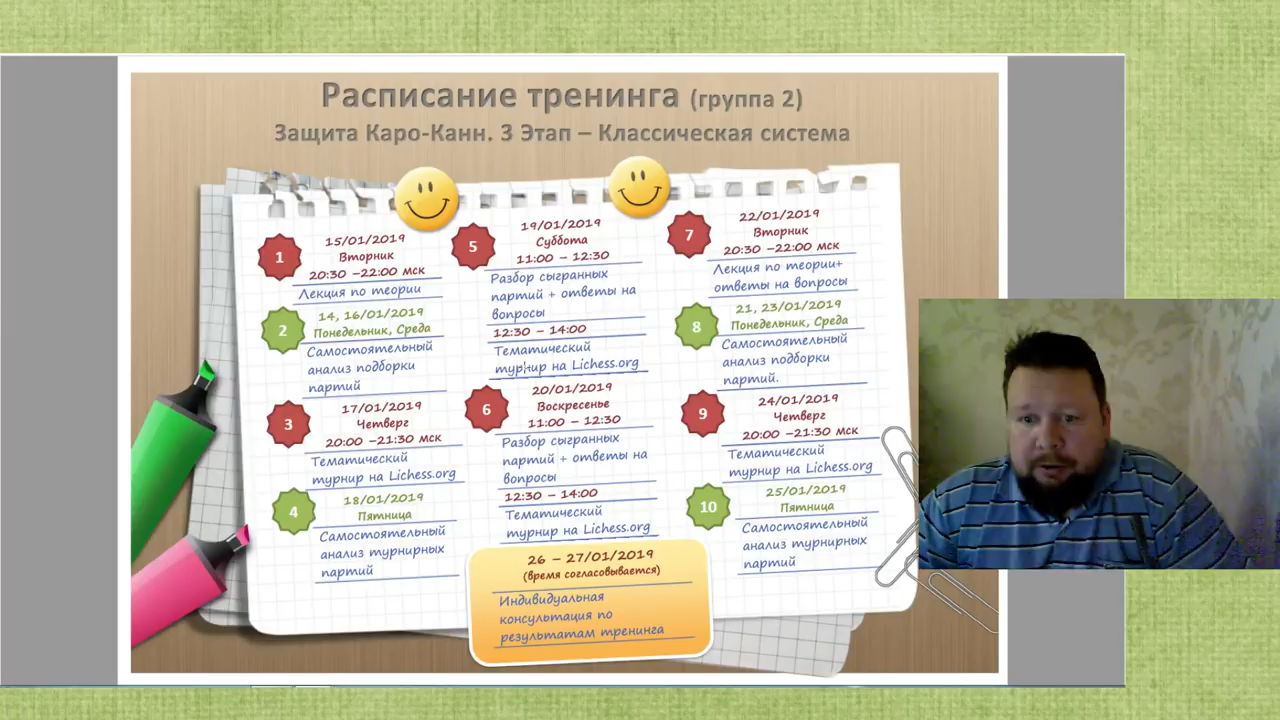 Расписание тренинга (группа 2)
Защита Каро-Канн. 3 Этап – Классическая система
1
15/01/2019
Вторник
20:30 –22:00 мск
Лекция по теории
2
14, 16/01/2019
Понедельник, Среда
Самостоятельный
анализ подборки
партий
3
17/01/2019
Четверг
20:00 –21:30 мск
Тематический
турнир на Lichess.org
4
18/01/2019
Пятница
Самостоятельный
анализ турнирных
партий
5
19/01/2019
Суббота
11:00 – 12:30
Разбор сыгранных
партий + ответы на
вопросы
12:30 – 14:00
Тематический
турнир на Lichess.org
6
20/01/2019
Воскресенье
11:00 – 12:30
Разбор сыгранных
партий + ответы на
вопросы
12:30 – 14:00
Тематический
турнир на Lichess.org
26 – 27/01/2019
(время согласовывается)
Индивидуальная
консультация по
результатам тренинга
7
22/01/2019
Вторник
20:30 –22:00 мск
Лекция по теории+
ответы на вопросы
8
21, 23/01/2019
Понедельник, Среда
Самостоятельный
анализ подборки
партий.
9
24/01/2019
Четверг
20:00 –21:30 мск
Тематический
турнир на Lichess.org
10
25/01/2019
Пятница
Самостоятельный
анализ турнирных
партий